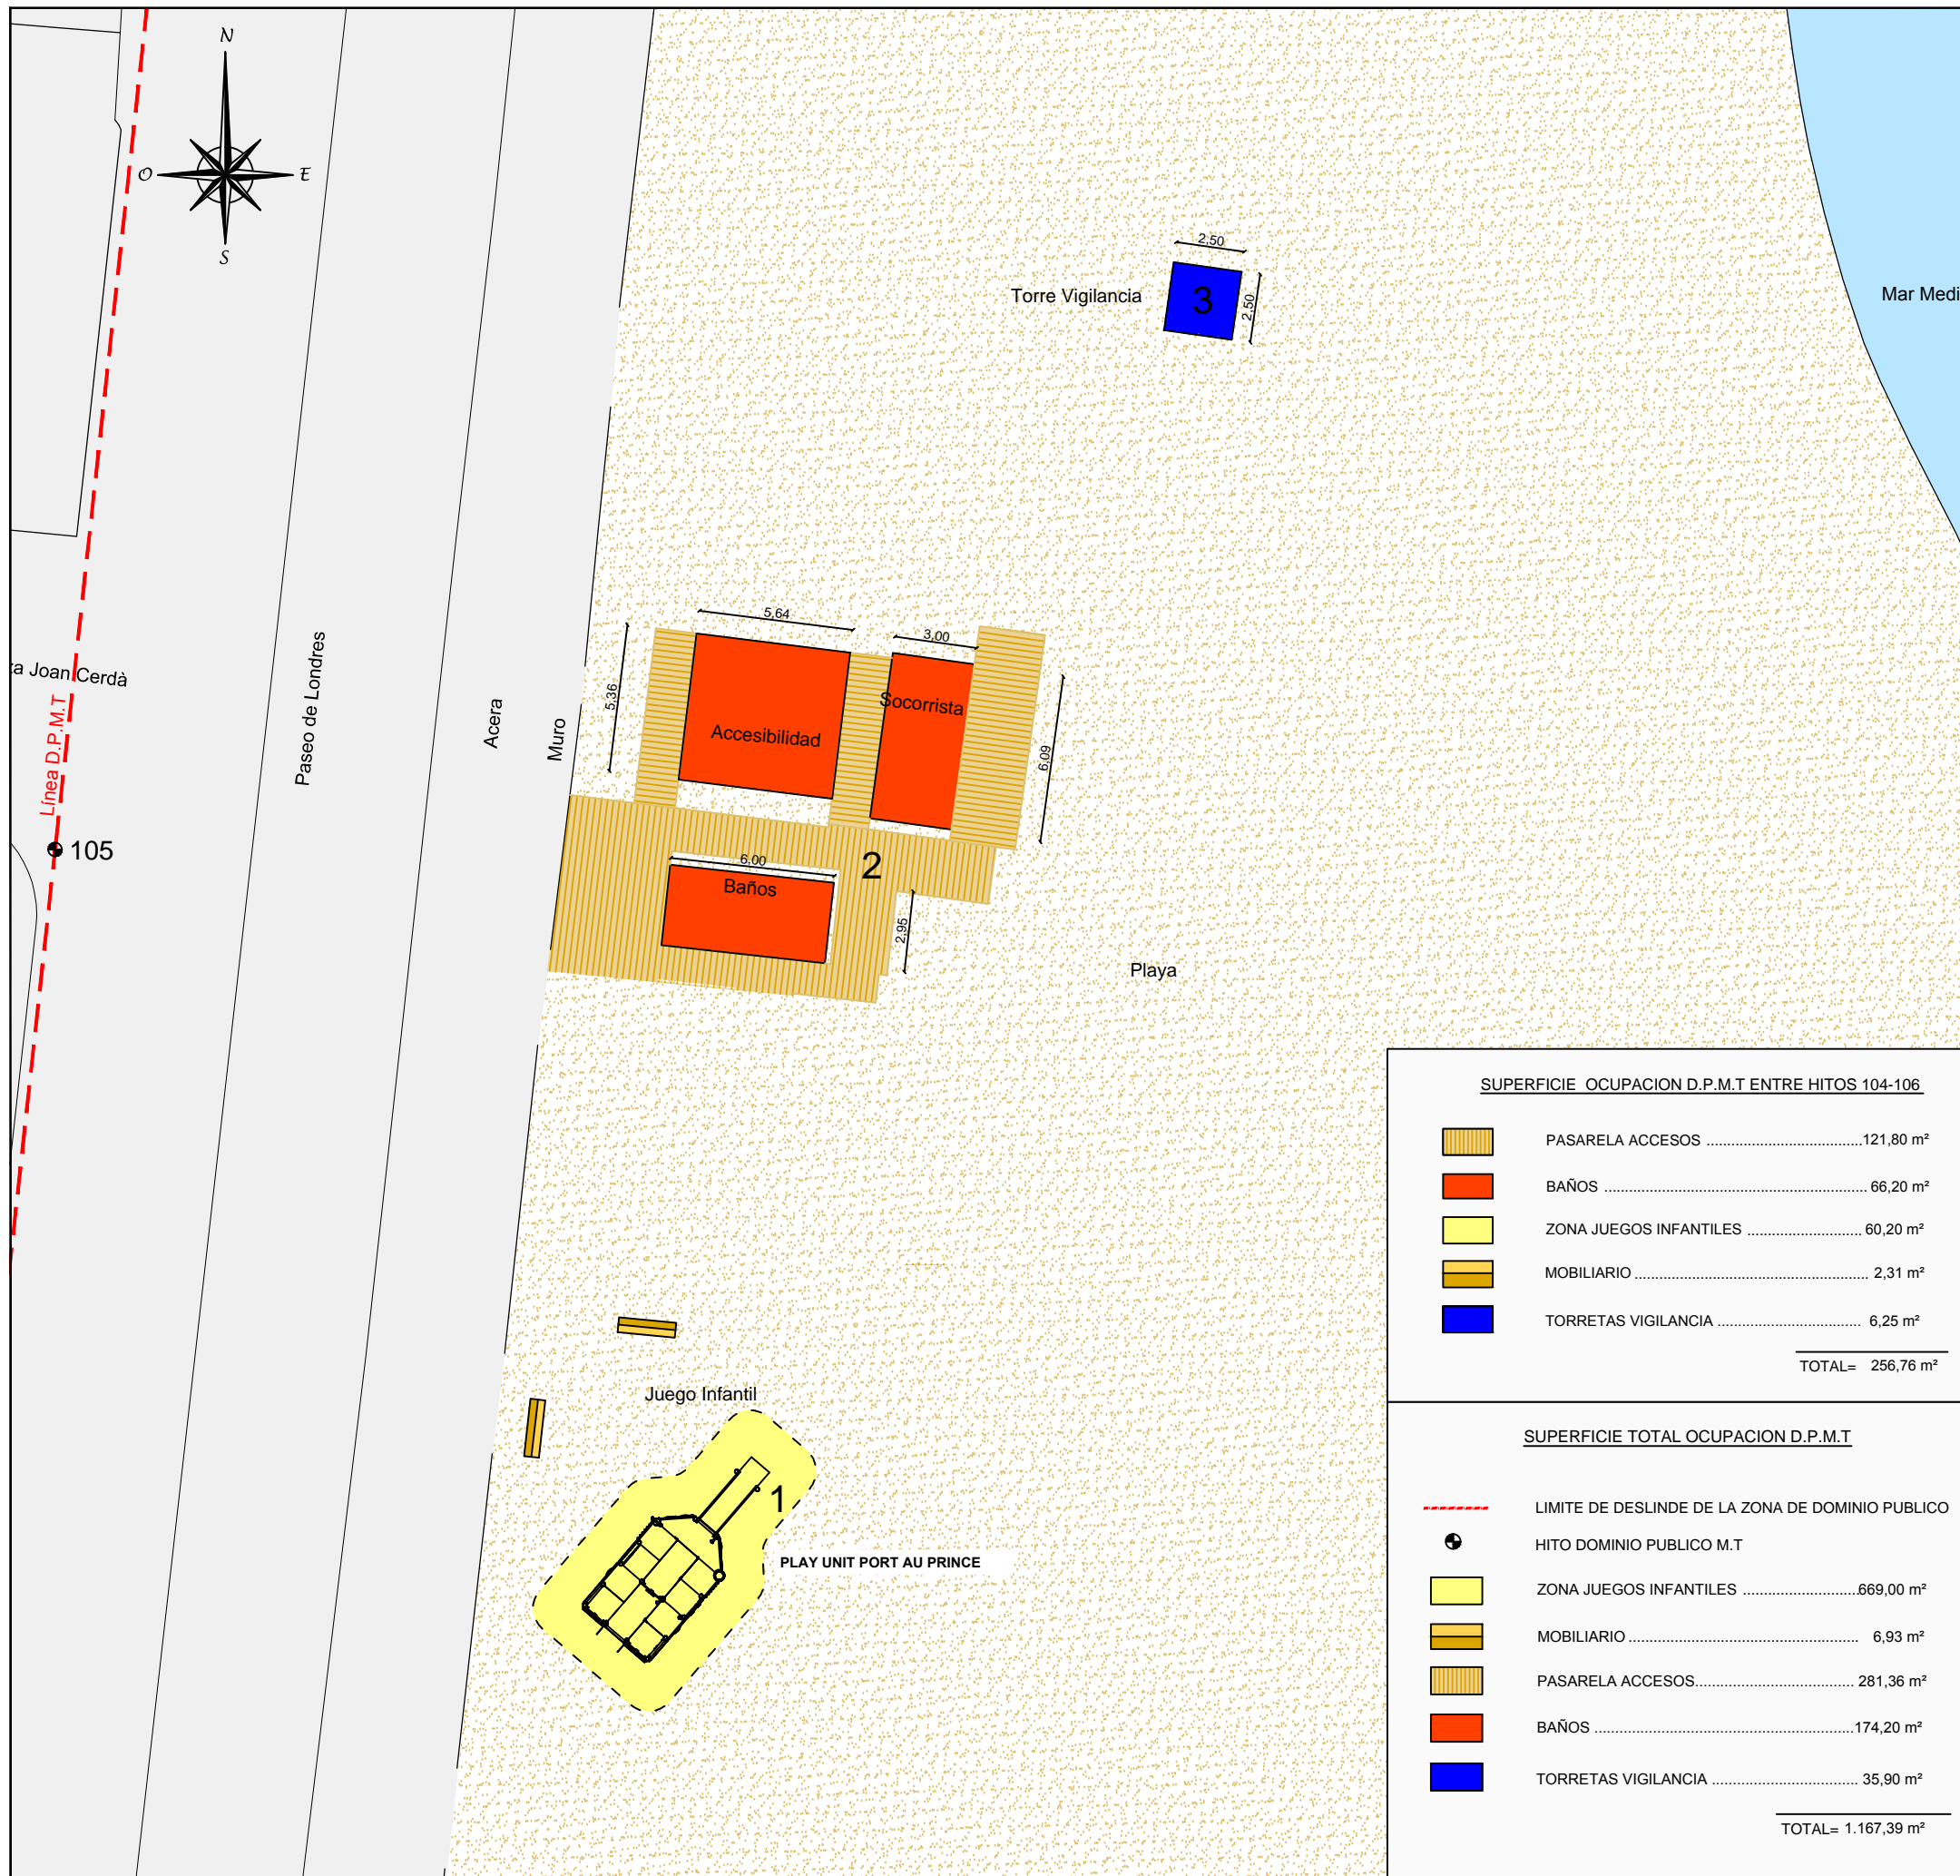 N
O
E
S
2,50
Torre Vigilancia
3
2,50
Mar Medi
5,64
3,00
5,36
Socorrista
Accesibilidad
6,09
za Joan Cerdà
Línea D.P.M.T
Paseo de Londres
Acera
Muro
105
6,00
2
Baños
2,95
Playa
Juego Infantil
1
PLAY UNIT PORT AU PRINCE
SUPERFICIE OCUPACION D.P.M.T ENTRE HITOS 104-106
PASARELA ACCESOS ..................................... 121,80 m²
BAÑOS ................................................................ 66,20 m²
ZONA JUEGOS INFANTILES ........................... 60,20 m²
MOBILIARIO ........................................................ 2,31 m²
TORRETAS VIGILANCIA .................................. 6,25 m²
TOTAL= 256,76 m²
SUPERFICIE TOTAL OCUPACION D.P.M.T
LIMITE DE DESLINDE DE LA ZONA DE DOMINIO PUBLICO
HITO DOMINIO PUBLICO M.T
ZONA JUEGOS INFANTILES ........................... 669,00 m²
MOBILIARIO ....................................................... 6,93 m²
PASARELA ACCESOS...................................... 281,36 m²
BAÑOS .............................................................. 174,20 m²
TORRETAS VIGILANCIA ................................... 35,90 m²
TOTAL= 1.167,39 m²